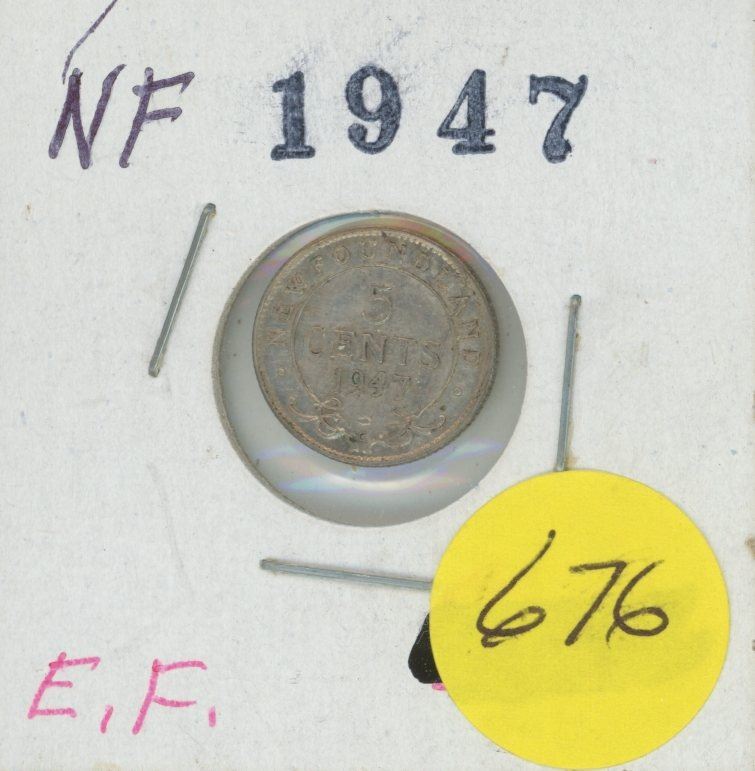 NF 1947
NEWFOUNDLAND
5
CENTS
1947
676
E.F.